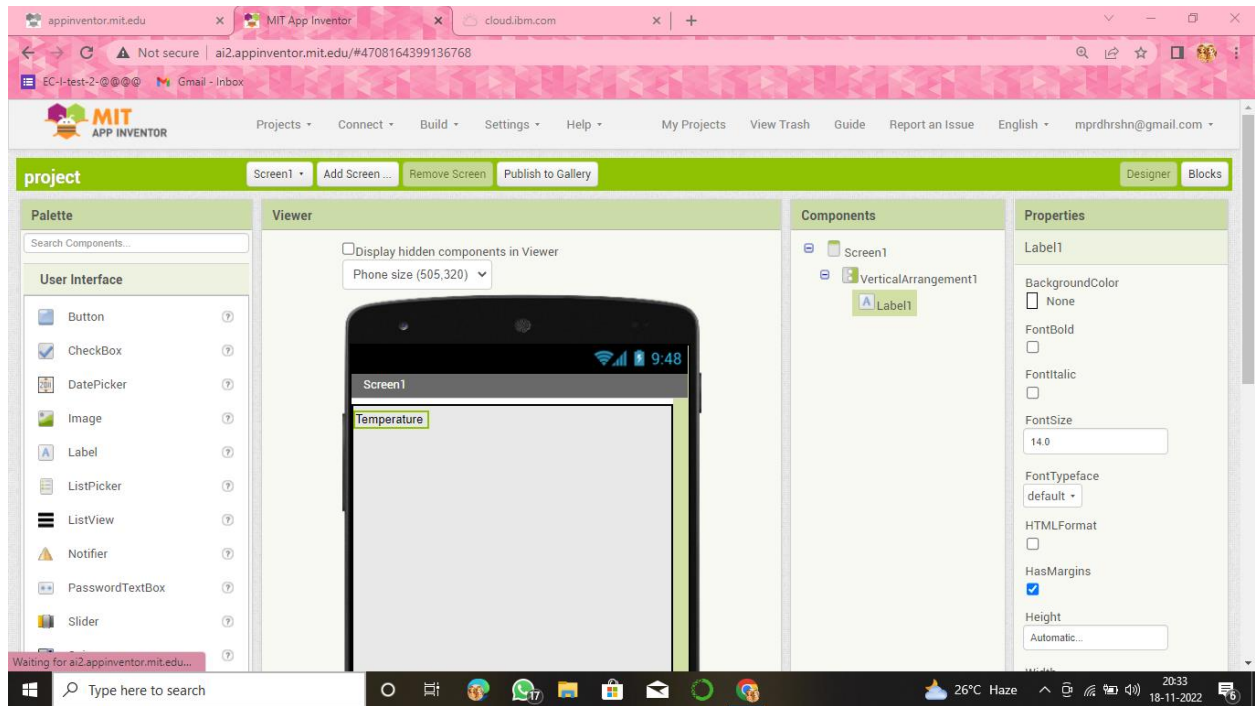 appinventor.mit.edu
MIT App Inventor
cloud.ibm.com
Not secure
ai2.appinventor.mit.edu/#4708164399136768
EC-I-test-2-@@@@
Gmail - Inbox
MIT
APP INVENTOR
Projects
Connect
Build
Settings
Help
My Projects
View Trash
Guide
Report an Issue
English
mprdhrshn@gmail.com
project
Screen1
Add Screen ...
Remove Screen
Publish to Gallery
Designer
Blocks
Palette
Search Components...
User Interface
Button
CheckBox
DatePicker
Image
Label
ListPicker
ListView
Notifier
PasswordTextBox
Slider
Viewer
Display hidden components in Viewer
Phone size (505,320)
9:48
Screen1
Temperature
Components
Screen1
VerticalArrangement1
A Label1
Properties
Label1
BackgroundColor
None
FontBold
FontItalic
FontSize
14.0
FontTypeface
default
HTMLFormat
HasMargins
Height
Automatic...
Waiting for ai2.appinventor.mit.edu...
Type here to search
17
26°C Haze
20:33
18-11-2022
6